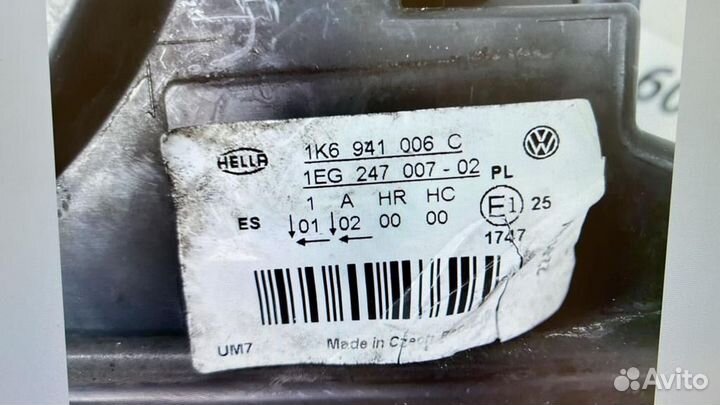 HELLA
1K6 941 006 C
1EG 247 007-02 PL
1 A HR HC
ES ↓01 ↓02 00 00 E1 25
← ←
1747
UM7
Made in Czech
Avito